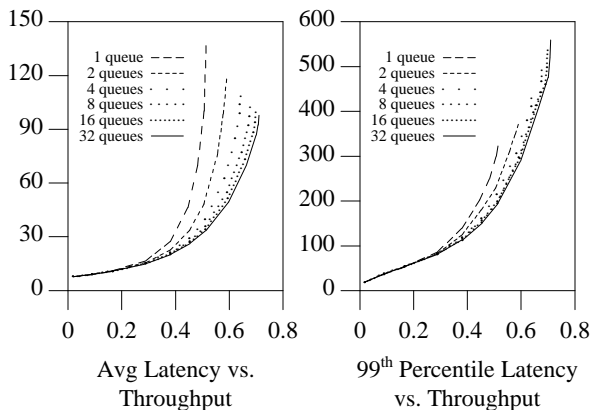 150
120
90
60
30
0
1 queue
2 queues
4 queues
8 queues
16 queues
32 queues
0 0.2 0.4 0.6 0.8
Avg Latency vs.
Throughput
600
500
400
300
200
100
0
1 queue
2 queues
4 queues
8 queues
16 queues
32 queues
0 0.2 0.4 0.6 0.8
99th Percentile Latency
vs. Throughput